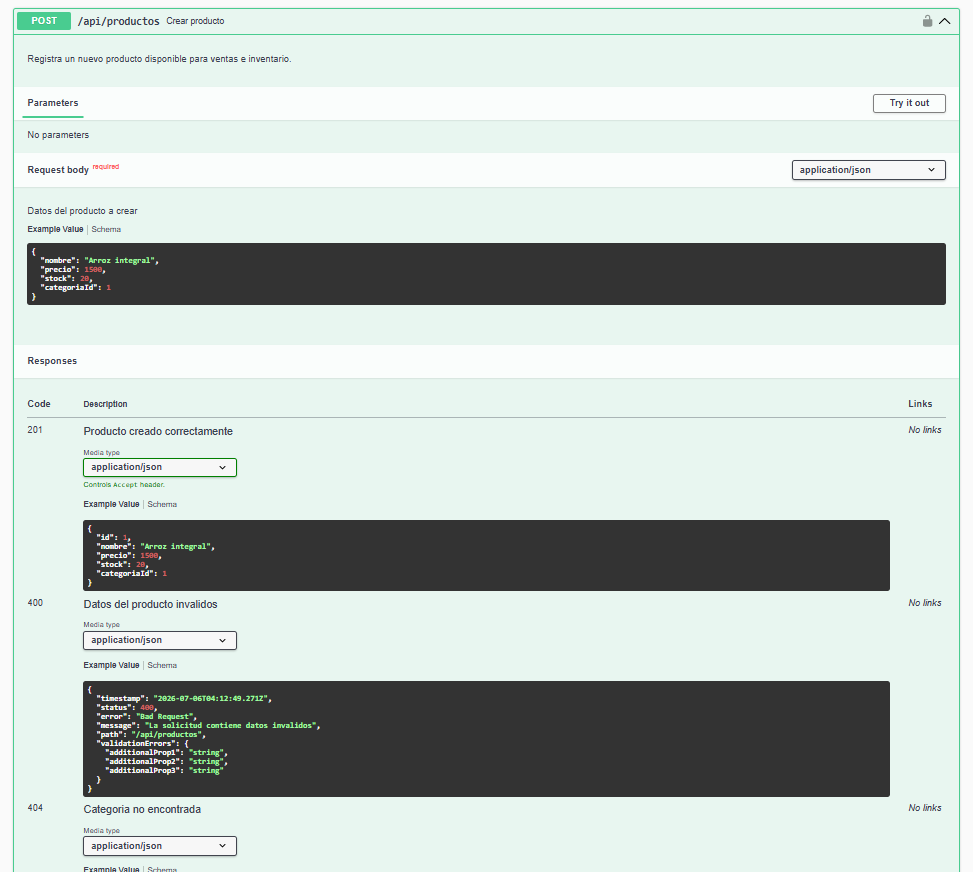 POST /api/productos Crear producto
Registra un nuevo producto disponible para ventas e inventario.
Parameters
Try it out
No parameters
Request body required
application/json
Datos del producto a crear
Example Value | Schema
{
  "nombre": "Arroz integral",
  "precio": 1500,
  "stock": 20,
  "categoriaId": 1
}
Responses
Code Description Links
201 Producto creado correctamente No links
Media type
application/json
Controls Accept header.
Example Value | Schema
{
  "id": 1,
  "nombre": "Arroz integral",
  "precio": 1500,
  "stock": 20,
  "categoriaId": 1
}
400 Datos del producto invalidos No links
Media type
application/json
Example Value | Schema
{
  "timestamp": "2026-07-06T04:12:49.271Z",
  "status": 400,
  "error": "Bad Request",
  "message": "La solicitud contiene datos invalidos",
  "path": "/api/productos",
  "validationErrors": {
    "additionalProp1": "string",
    "additionalProp2": "string",
    "additionalProp3": "string"
  }
}
404 Categoria no encontrada No links
Media type
application/json
Example Value | Schema